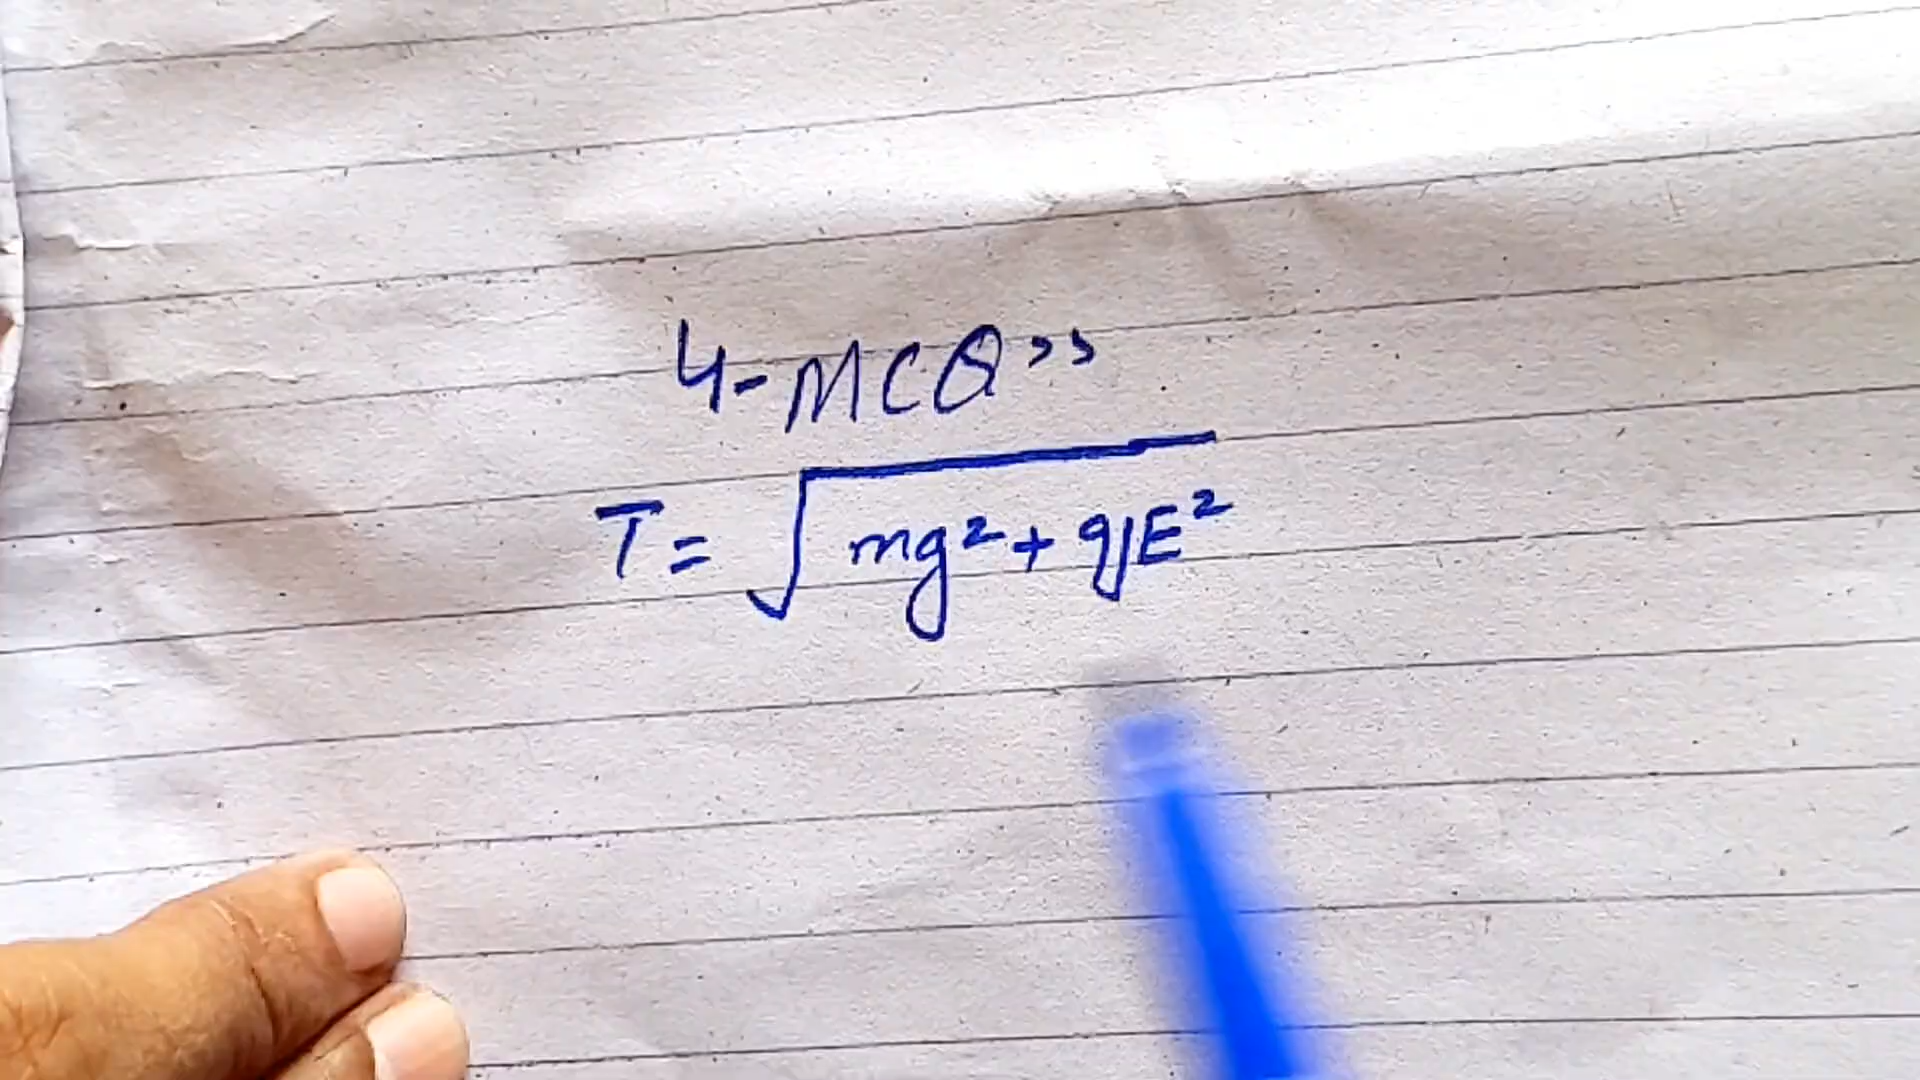 4-MCQ››
T = √mg² + qE²